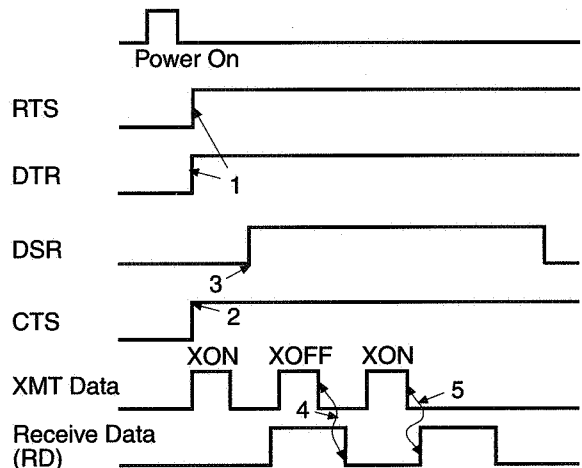 Power On
RTS
DTR
1
DSR
3
CTS
2
XON XOFF XON
XMT Data
4
5
Receive Data
(RD)